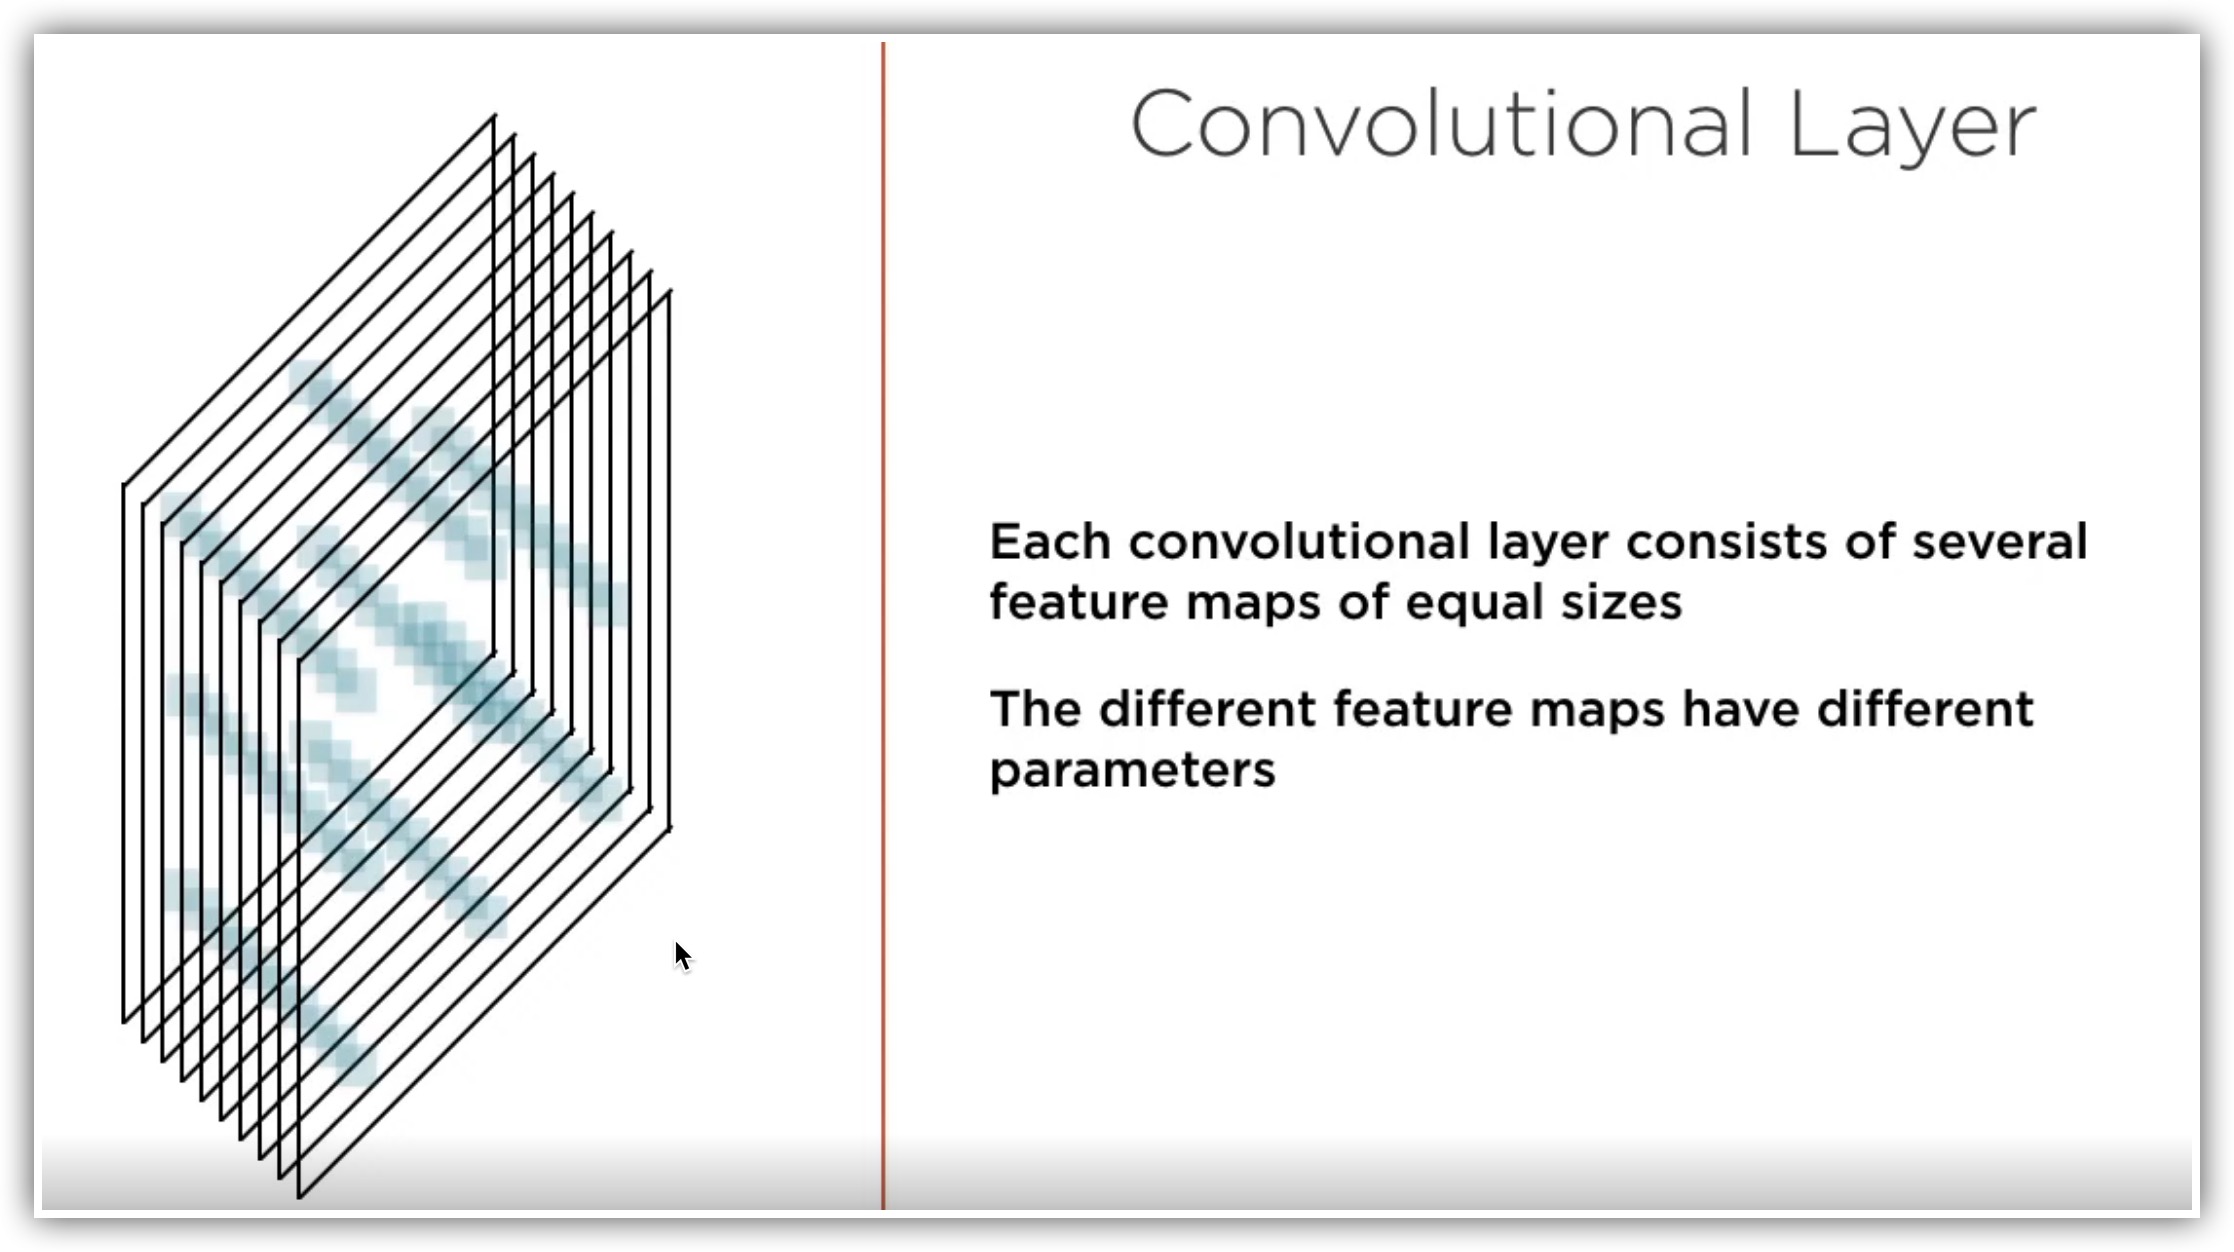 Convolutional Layer
Each convolutional layer consists of several
feature maps of equal sizes
The different feature maps have different
parameters